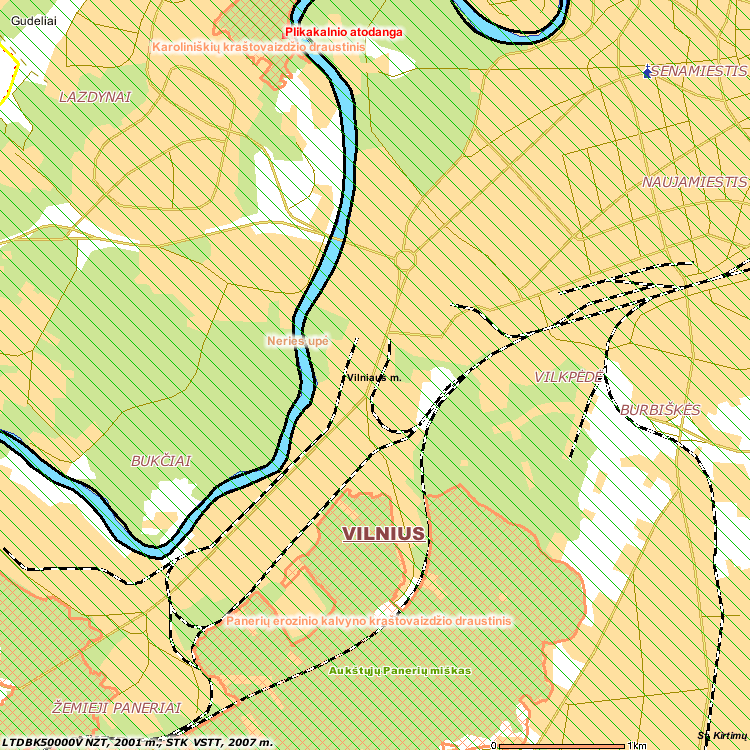 Gudeliai
Plikakalnio atodanga
Karoliniškių kraštovaizdžio draustinis
SENAMIESTIS
LAZDYNAI
NAUJAMIESTIS
Neries upė
Vilniaus m.
VILKPĖDĖ
BURBIŠKĖS
BUKČIAI
VILNIUS
Panerių erozinio kalvyno kraštovaizdžio draustinis
Aukštųjų Panerių miškas
ŽEMIEJI PANERIAI
St. Kirtimų
LTDBK50000V NZT, 2001 m.; STK VSTT, 2007 m.
0 1km